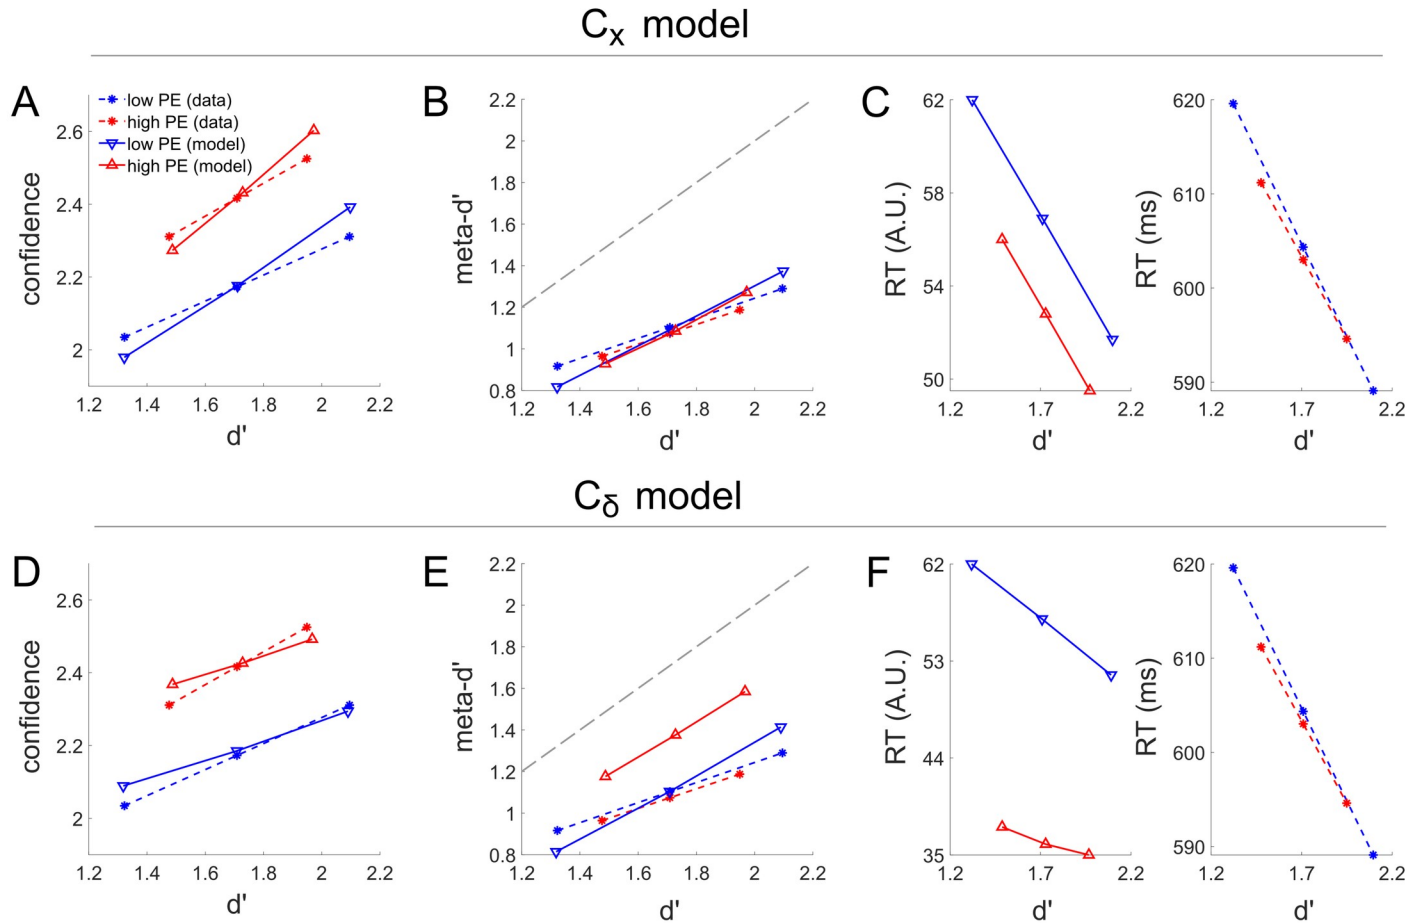 Cx model
A
low PE (data)
high PE (data)
low PE (model)
high PE (model)
confidence
2.6
2.4
2.2
2
1.2 1.4 1.6 1.8 2 2.2
d'
B
meta-d'
2.2
2
1.8
1.6
1.4
1.2
1
0.8
1.2 1.4 1.6 1.8 2 2.2
d'
C
RT (A.U.)
62
58
54
50
1.2 1.7 2.2
d'
RT (ms)
620
610
600
590
1.2 1.7 2.2
d'
Cδ model
D
confidence
2.6
2.4
2.2
2
1.2 1.4 1.6 1.8 2 2.2
d'
E
meta-d'
2.2
2
1.8
1.6
1.4
1.2
1
0.8
1.2 1.4 1.6 1.8 2 2.2
d'
F
RT (A.U.)
62
53
44
35
1.2 1.7 2.2
d'
RT (ms)
620
610
600
590
1.2 1.7 2.2
d'